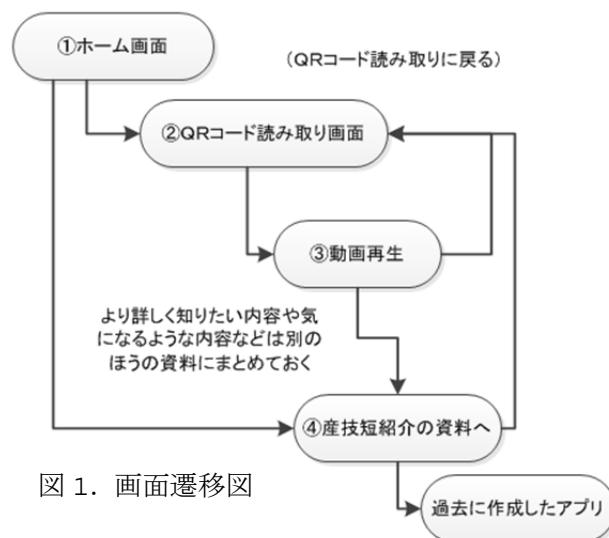 ①ホーム画面
(QRコード読み取りに戻る)
②QRコード読み取り画面
③動画再生
より詳しく知りたい内容や気
になるような内容などは別の
ほうの資料にまとめておく
④産技短紹介の資料へ
図 1. 画面遷移図
過去に作成したアプリ